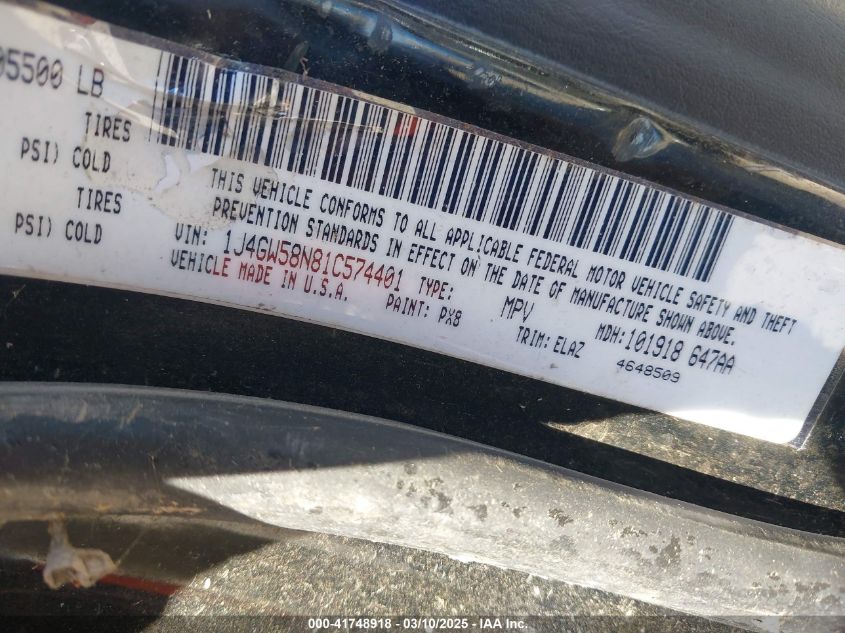 05500 LB
TIRES
PSI) COLD
TIRES
PSI) COLD
THIS VEHICLE CONFORMS TO ALL APPLICABLE FEDERAL MOTOR VEHICLE SAFETY AND THEFT
PREVENTION STANDARDS IN EFFECT ON THE DATE OF MANUFACTURE SHOWN ABOVE.
VIN: 1J4GW58N81C574401 TYPE: MPV MDH:101918 647AA
VEHICLE MADE IN U.S.A. PAINT: PX8 TRIM: ELAZ 4648509
000-41748918 — 03/10/2025 — IAA Inc.